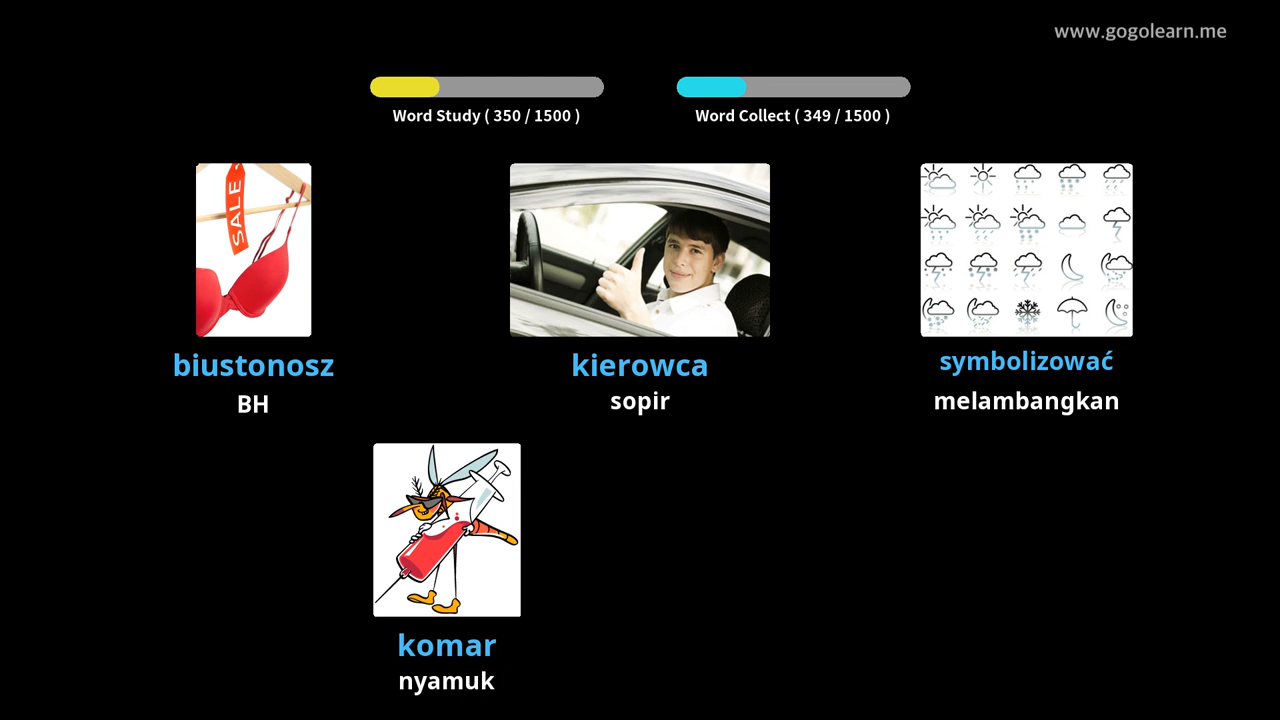 www.gogolearn.me
Word Study ( 350 / 1500 )
Word Collect ( 349 / 1500 )
SALE
biustonosz
BH
kierowca
sopir
symbolizować
melambangkan
komar
nyamuk